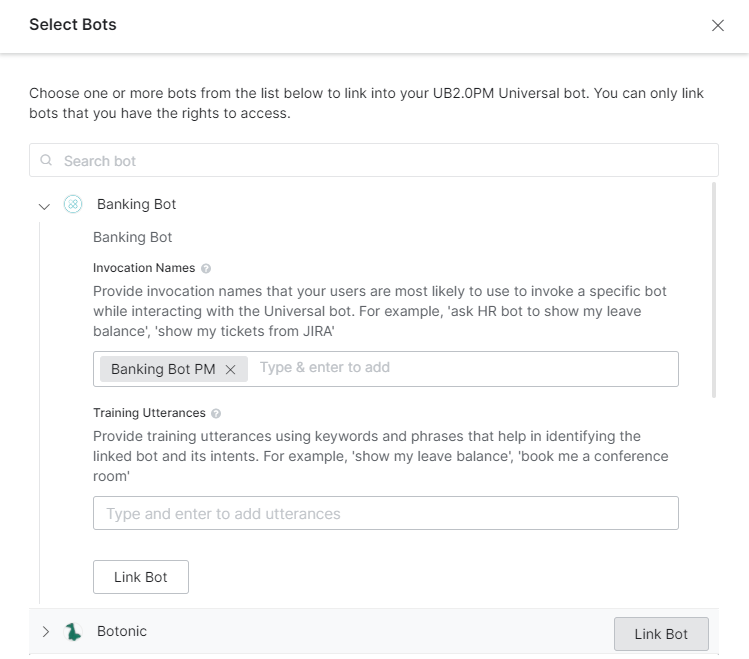 Select Bots
Choose one or more bots from the list below to link into your UB2.0PM Universal bot. You can only link
bots that you have the rights to access.
Search bot
Banking Bot
Banking Bot
Invocation Names ?
Provide invocation names that your users are most likely to use to invoke a specific bot
while interacting with the Universal bot. For example, 'ask HR bot to show my leave
balance', 'show my tickets from JIRA'
Banking Bot PM Type & enter to add
Training Utterances ?
Provide training utterances using keywords and phrases that help in identifying the
linked bot and its intents. For example, 'show my leave balance', 'book me a conference
room'
Type and enter to add utterances
Link Bot
Botonic Link Bot